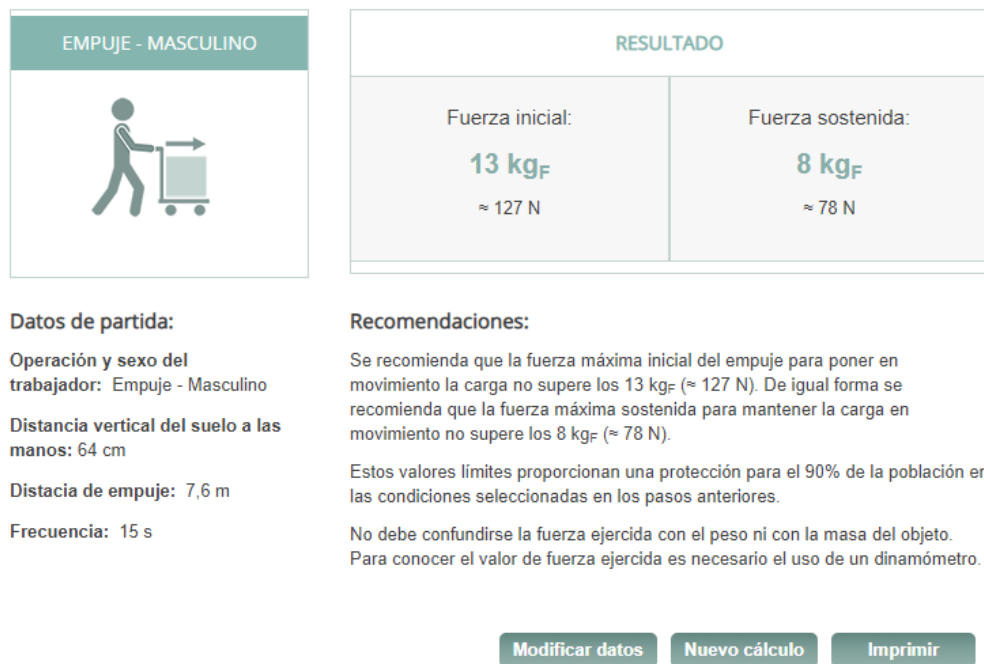 EMPUJE - MASCULINO
RESULTADO
Fuerza inicial:
13 kgF
≈ 127 N
Fuerza sostenida:
8 kgF
≈ 78 N
Datos de partida:
Operación y sexo del
trabajador: Empuje - Masculino
Distancia vertical del suelo a las
manos: 64 cm
Distacia de empuje: 7,6 m
Frecuencia: 15 s
Recomendaciones:
Se recomienda que la fuerza máxima inicial del empuje para poner en
movimiento la carga no supere los 13 kgF (≈ 127 N). De igual forma se
recomienda que la fuerza máxima sostenida para mantener la carga en
movimiento no supere los 8 kgF (≈ 78 N).
Estos valores límites proporcionan una protección para el 90% de la población en
las condiciones seleccionadas en los pasos anteriores.
No debe confundirse la fuerza ejercida con el peso ni con la masa del objeto.
Para conocer el valor de fuerza ejercida es necesario el uso de un dinamómetro.
Modificar datos
Nuevo cálculo
Imprimir